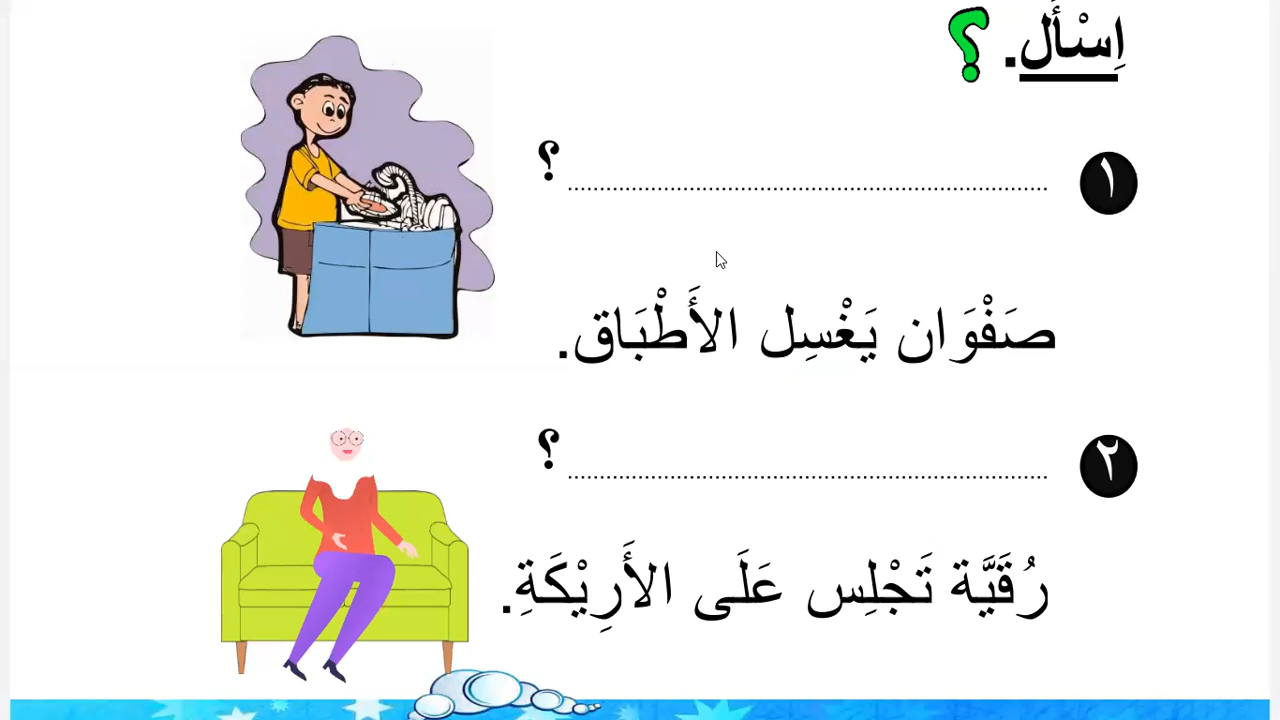 اِسْأَل. ؟
١ ................................................ ؟
صَفْوَان يَغْسِل الأَطْبَاق.
٢ ................................................ ؟
رُقَيَّة تَجْلِس عَلَى الأَرِيْكَةِ.